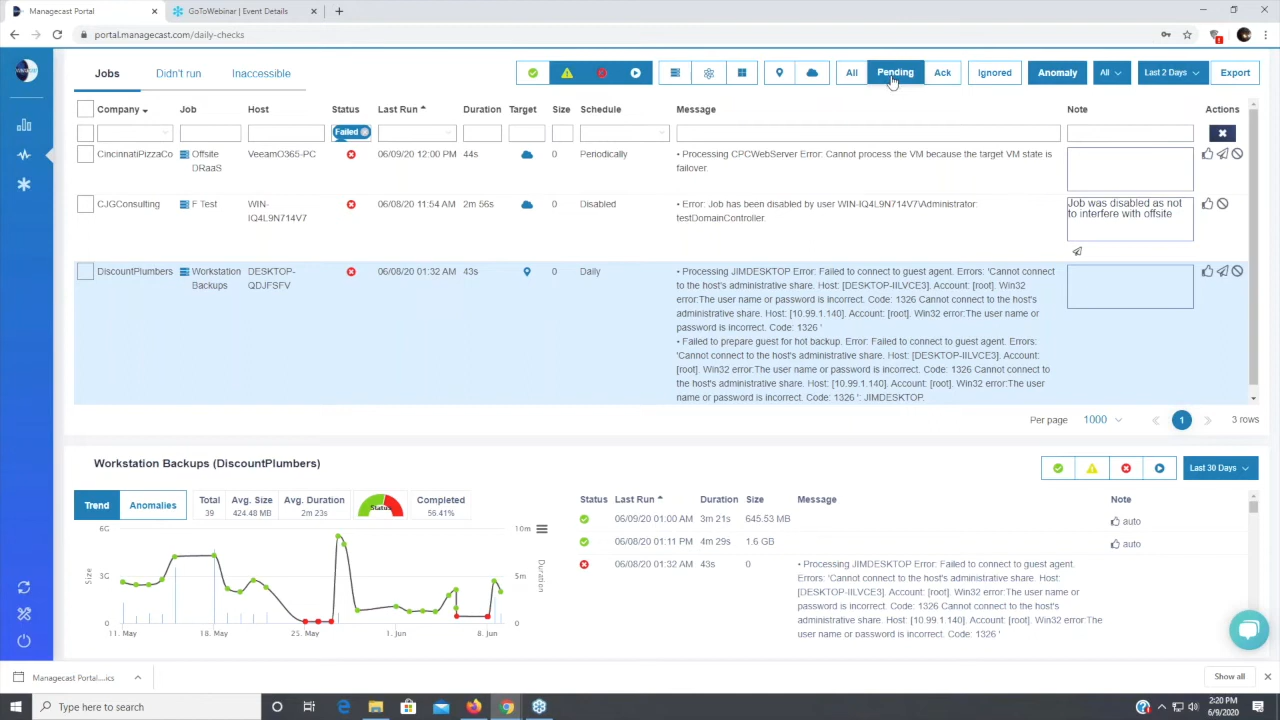 Managecast Portal
GoToWebinar | Event Details
portal.managecast.com/daily-checks
Jobs Didn't run Inaccessible
All Pending Ack Ignored Anomaly All Last 2 Days Export
Company Job Host Status Last Run Duration Target Size Schedule Message Note Actions
Failed
CincinnatiPizzaCo Offsite VeeamO365-PC 06/09/20 12:00 PM 44s 0 Periodically • Processing CPCWebServer Error: Cannot process the VM because the target VM state is
DRaaS failover.
CJGConsulting F Test WIN- 06/08/20 11:54 AM 2m 56s 0 Disabled • Error: Job has been disabled by user WIN-IQ4L9N714V7\Administrator: Job was disabled as not
IQ4L9N714V7 testDomainController. to interfere with offsite
DiscountPlumbers Workstation DESKTOP- 06/08/20 01:32 AM 43s 0 Daily • Processing JIMDESKTOP Error: Failed to connect to guest agent. Errors: 'Cannot connect
Backups QDJFSFV to the host's administrative share. Host: [DESKTOP-IILVCE3]. Account: [root]. Win32
error:The user name or password is incorrect. Code: 1326 Cannot connect to the
host's administrative share. Host: [10.99.1.140]. Account: [root]. Win32 error:The user
name or password is incorrect. Code: 1326 '
• Failed to prepare guest for hot backup. Error: Failed to connect to guest agent. Errors:
'Cannot connect to the host's administrative share. Host: [DESKTOP-IILVCE3]. Account:
[root]. Win32 error:The user name or password is incorrect. Code: 1326 Cannot connect to
the host's administrative share. Host: [10.99.1.140]. Account: [root]. Win32 error:The user
name or password is incorrect. Code: 1326 ': JIMDESKTOP.
Per page 1000 1 3 rows
Workstation Backups (DiscountPlumbers)
Last 30 Days
Trend Anomalies
Total Avg. Size Avg. Duration Status Completed
39 424.48 MB 2m 23s 56.41%
6G 10m
3G 5m
0 0
Size
Duration
11. May 18. May 25. May 1. Jun 8. Jun
Status Last Run Duration Size Message Note
06/09/20 01:00 AM 3m 21s 645.53 MB auto
06/08/20 01:11 PM 4m 29s 1.6 GB auto
06/08/20 01:32 AM 43s 0 • Processing JIMDESKTOP Error: Failed to connect to guest agent.
Errors: 'Cannot connect to the host's administrative share. Host:
[DESKTOP-IILVCE3]. Account: [root]. Win32 error:The user name or
password is incorrect. Code: 1326 Cannot connect to the host's
administrative share. Host: [10.99.1.140]. Account: [root]. Win32 error:The
user name or password is incorrect. Code: 1326 '
Managecast Portal....ics
Show all
Type here to search
2:20 PM
6/9/2020